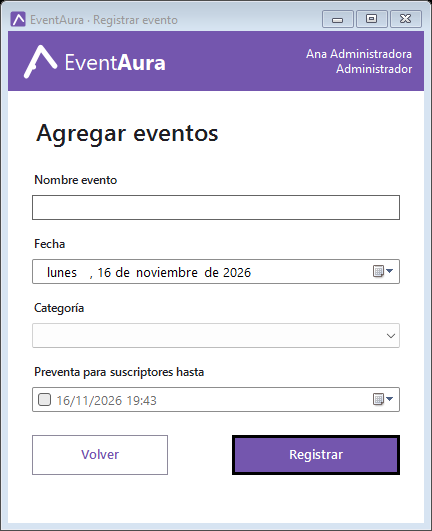 EventAura - Registrar evento
EventAura
Ana Administradora
Administrador
Agregar eventos
Nombre evento
Fecha
lunes , 16 de noviembre de 2026
Categoría
Preventa para suscriptores hasta
16/11/2026 19:43
Volver
Registrar